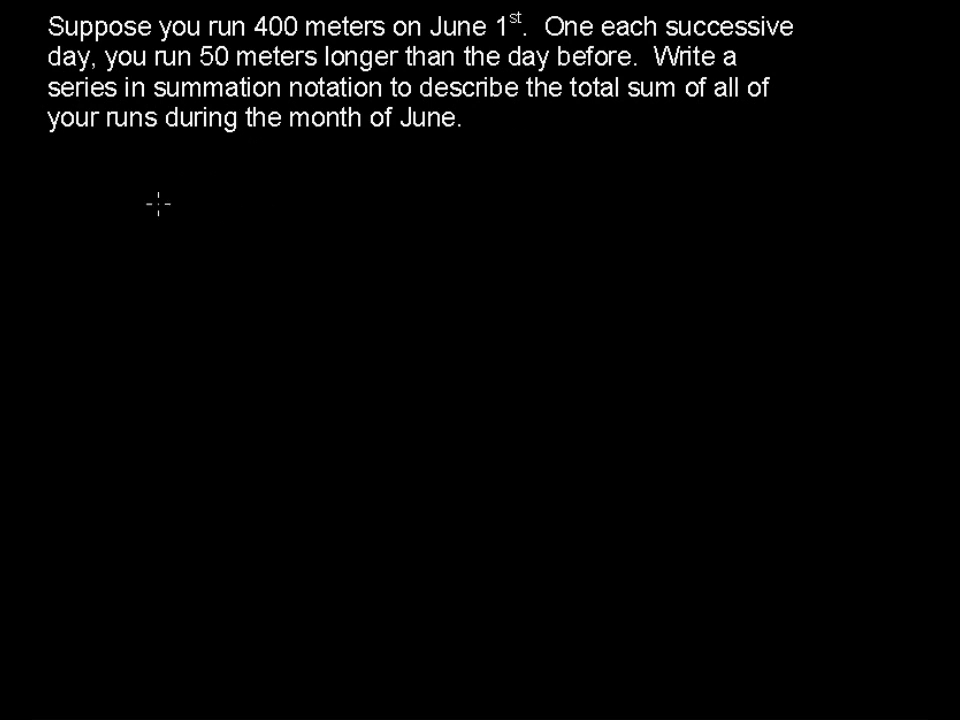 Suppose you run 400 meters on June 1st. One each successive
day, you run 50 meters longer than the day before. Write a
series in summation notation to describe the total sum of all of
your runs during the month of June.